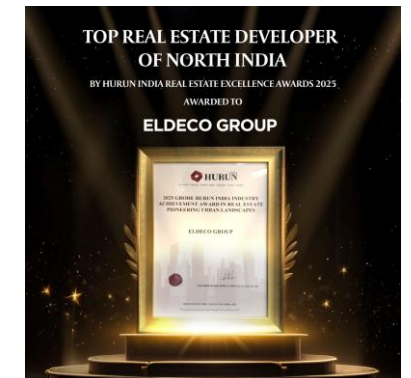 TOP REAL ESTATE DEVELOPER
OF NORTH INDIA
BY HURUN INDIA REAL ESTATE EXCELLENCE AWARDS 2025
AWARDED TO
ELDECO GROUP
HURUN
2025 GROHE HURUN INDIA INDUSTRY
ACHIEVEMENT AWARD IN REAL ESTATE
PIONEERING URBAN LANDSCAPES
ELDECO GROUP